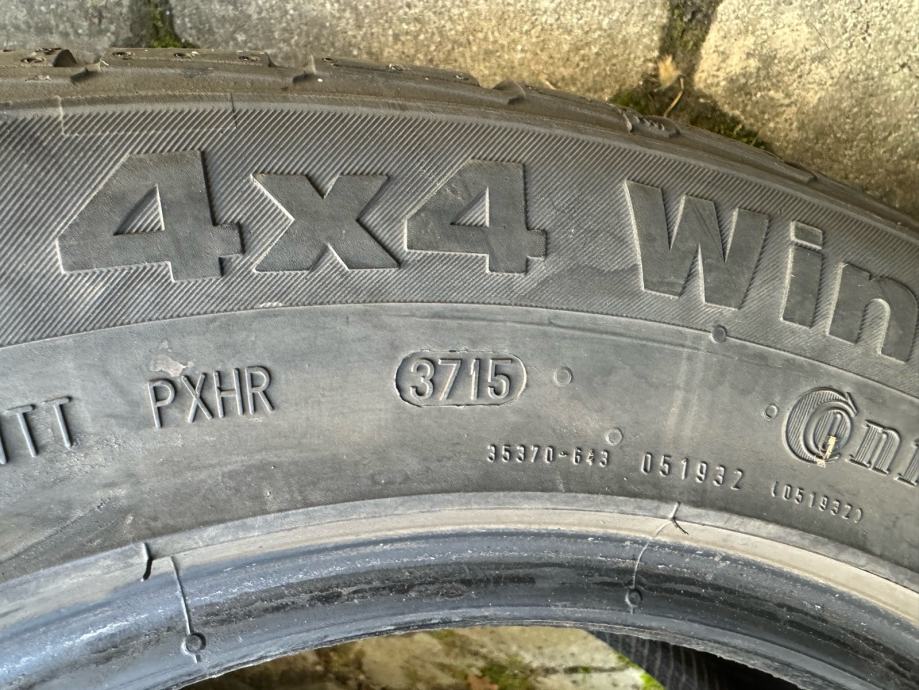 4x4 Win
TT PXHR 3715
35370-643 051932 (051932)